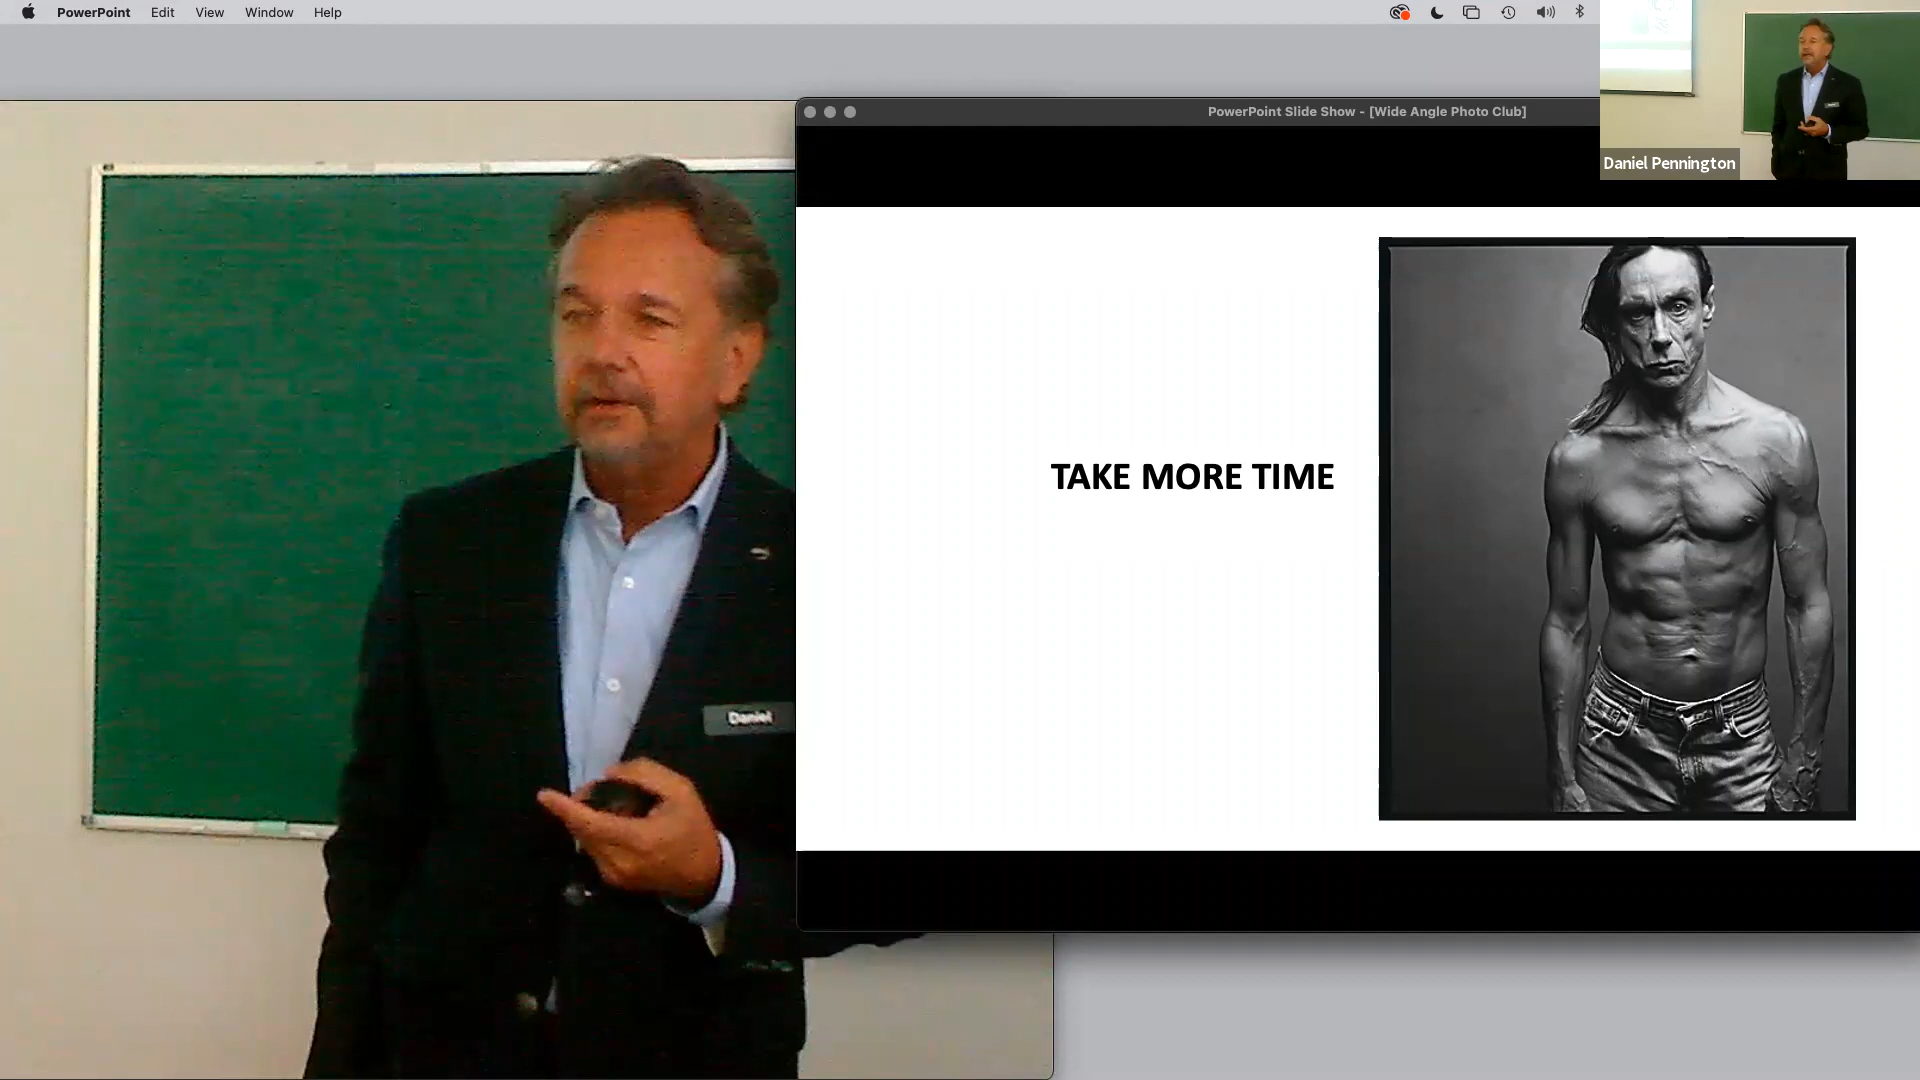 PowerPoint Edit View Window Help
PowerPoint Slide Show - [Wide Angle Photo Club]
Daniel Pennington
TAKE MORE TIME
Daniel